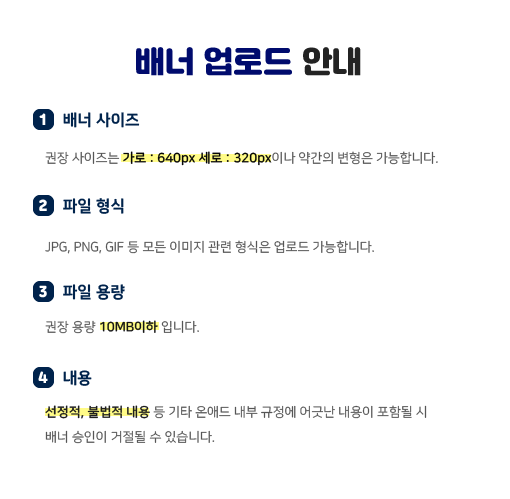 배너 업로드 안내
1 배너 사이즈
권장 사이즈는 가로 : 640px 세로 : 320px이나 약간의 변형은 가능합니다.
2 파일 형식
JPG, PNG, GIF 등 모든 이미지 관련 형식은 업로드 가능합니다.
3 파일 용량
권장 용량 10MB이하 입니다.
4 내용
선정적, 불법적 내용 등 기타 온애드 내부 규정에 어긋난 내용이 포함될 시
배너 승인이 거절될 수 있습니다.